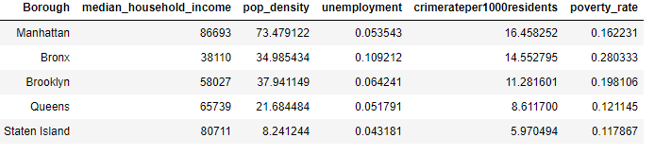 Borough median_household_income pop_density unemployment crimerateper1000residents poverty_rate
Manhattan 86693 73.479122 0.053543 16.458252 0.162231
Bronx 38110 34.985434 0.109212 14.552795 0.280333
Brooklyn 58027 37.941149 0.064241 11.281601 0.198106
Queens 65739 21.684484 0.051791 8.611700 0.121145
Staten Island 80711 8.241244 0.043181 5.970494 0.117867